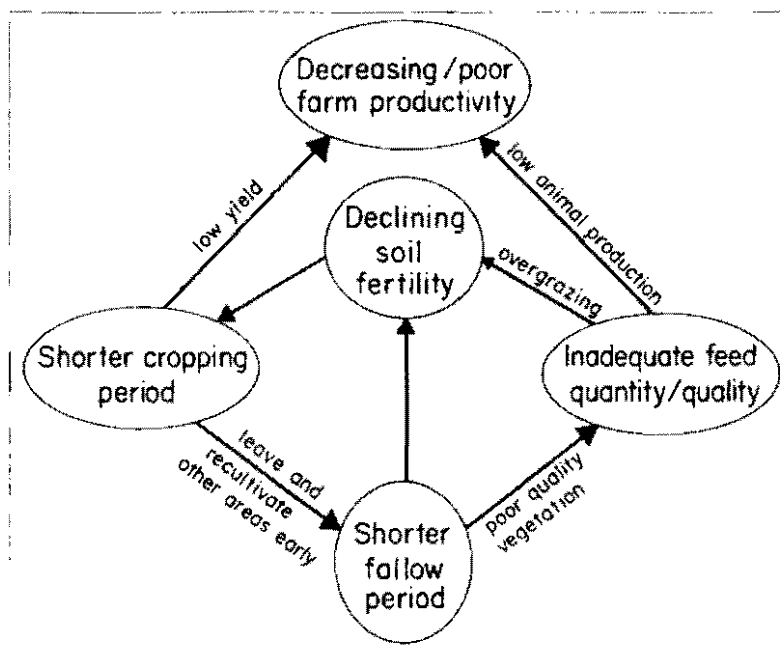 Decreasing/poor
farm productivity
low yield
low animal production
Declining
soil
fertility
overgrazing
Shorter cropping
period
Inadequate feed
quantity/quality
leave and
recultivate
other areas early
poor quality
vegetation
Shorter
fallow
period